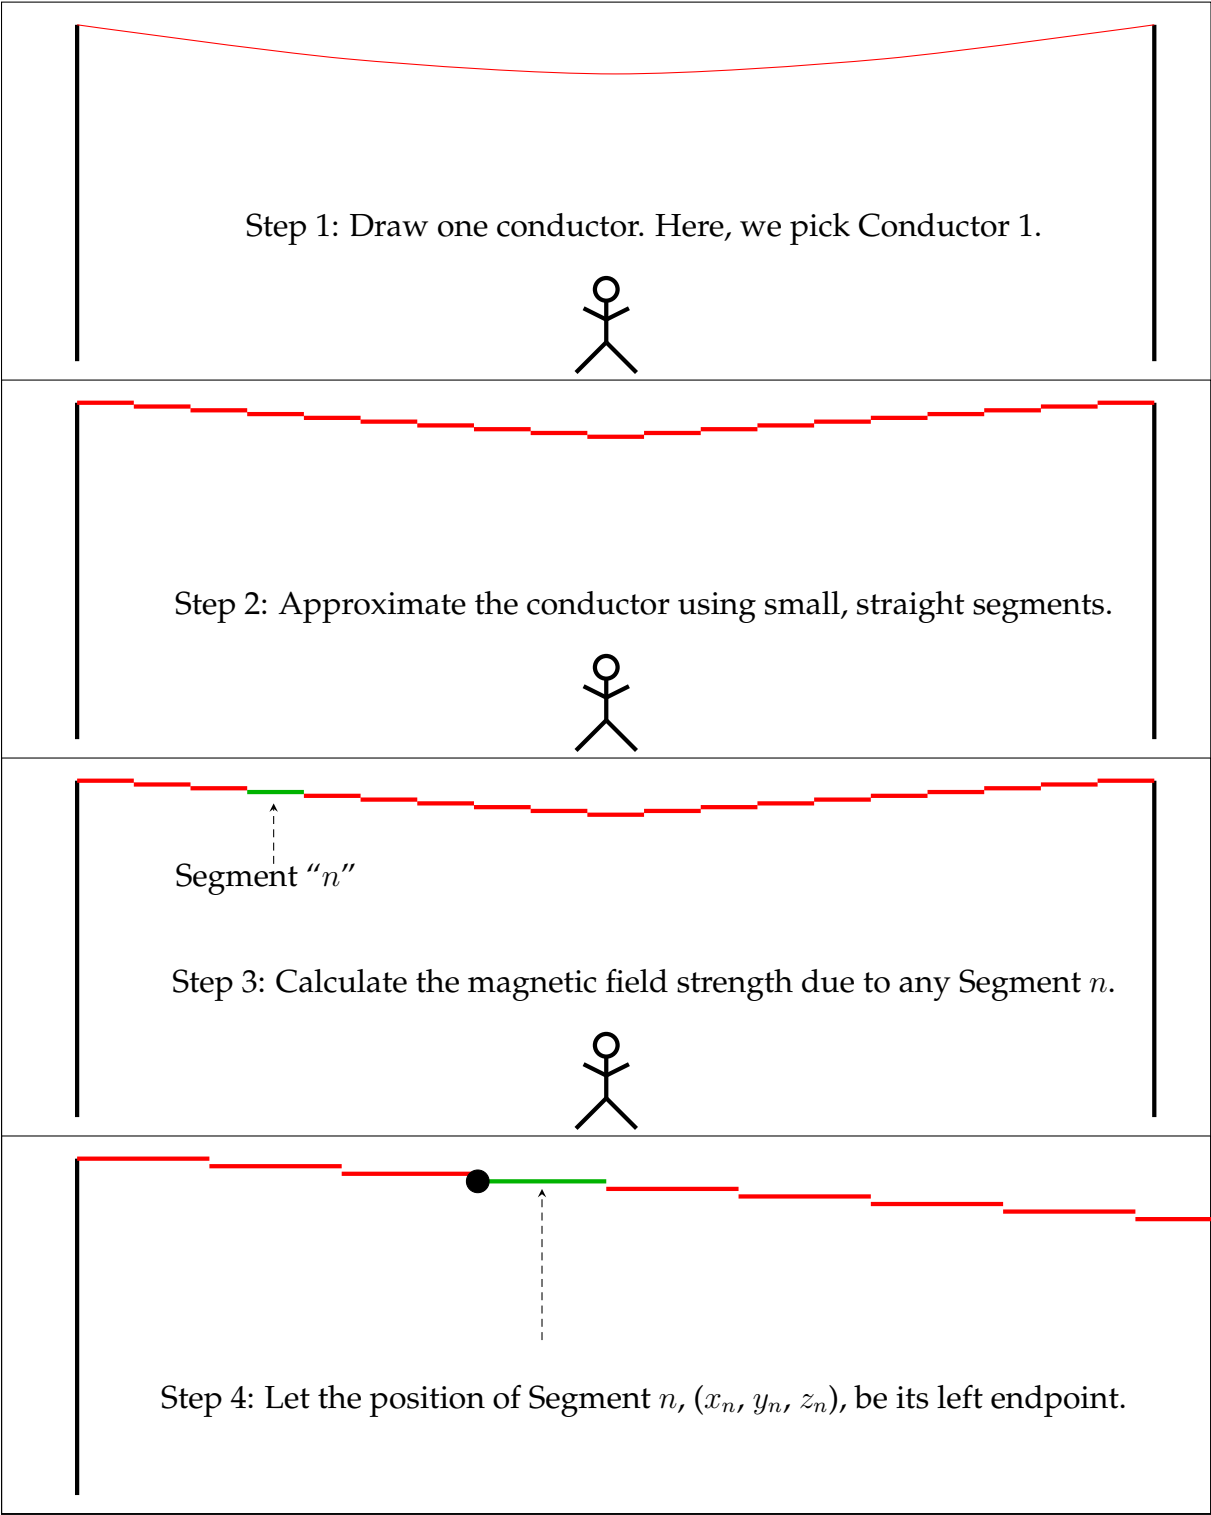 Step 1: Draw one conductor. Here, we pick Conductor 1.
Step 2: Approximate the conductor using small, straight segments.
Segment “n”
Step 3: Calculate the magnetic field strength due to any Segment n.
Step 4: Let the position of Segment n, (xₙ, yₙ, zₙ), be its left endpoint.